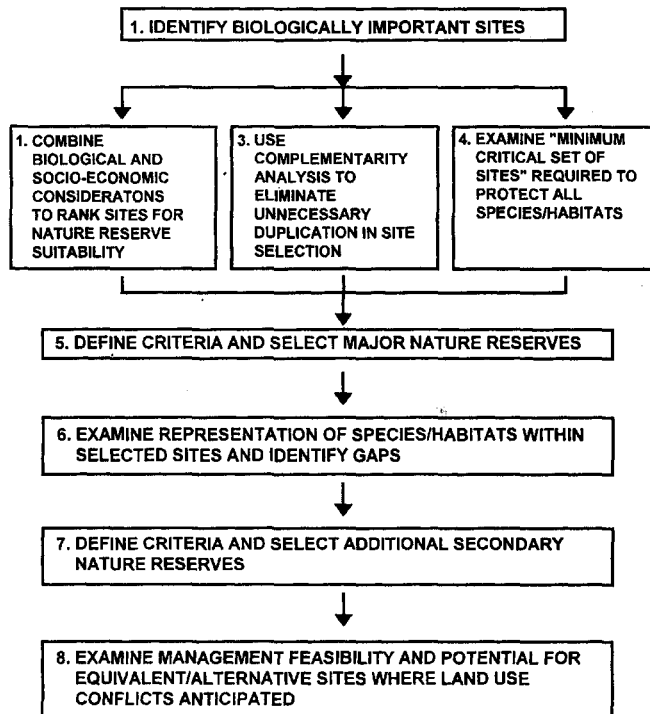 1. IDENTIFY BIOLOGICALLY IMPORTANT SITES
1. COMBINE
BIOLOGICAL AND
SOCIO-ECONOMIC
CONSIDERATONS
TO RANK SITES FOR
NATURE RESERVE
SUITABILITY
3. USE
COMPLEMENTARITY
ANALYSIS TO
ELIMINATE
UNNECESSARY
DUPLICATION IN SITE
SELECTION
4. EXAMINE "MINIMUM
CRITICAL SET OF
SITES" REQUIRED TO
PROTECT ALL
SPECIES/HABITATS
5. DEFINE CRITERIA AND SELECT MAJOR NATURE RESERVES
6. EXAMINE REPRESENTATION OF SPECIES/HABITATS WITHIN
SELECTED SITES AND IDENTIFY GAPS
7. DEFINE CRITERIA AND SELECT ADDITIONAL SECONDARY
NATURE RESERVES
8. EXAMINE MANAGEMENT FEASIBILITY AND POTENTIAL FOR
EQUIVALENT/ALTERNATIVE SITES WHERE LAND USE
CONFLICTS ANTICIPATED